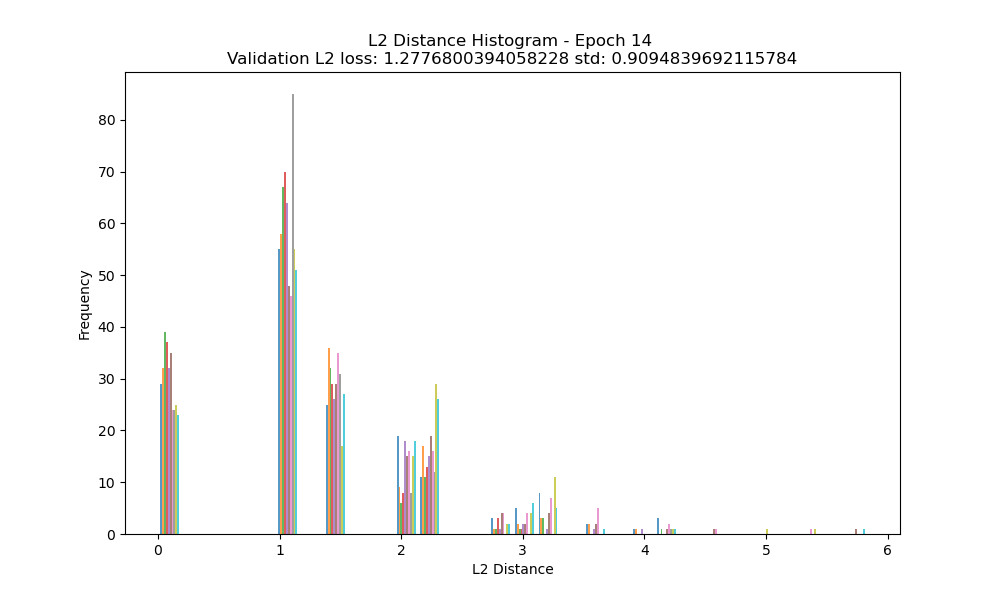 L2 Distance Histogram - Epoch 14
Validation L2 loss: 1.2776800394058228 std: 0.9094839692115784
80
70
60
50
40
30
20
10
0
Frequency
0 1 2 3 4 5 6
L2 Distance